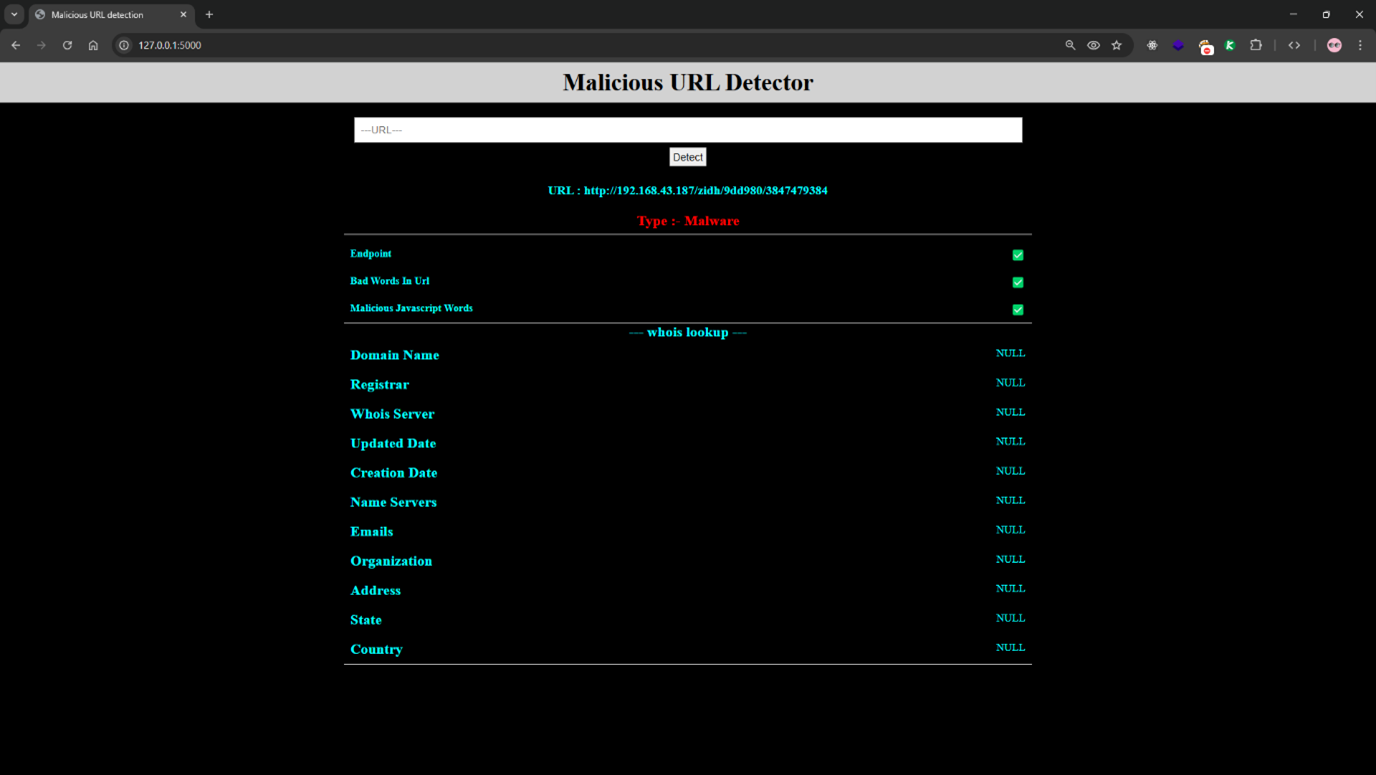 Malicious URL detection
127.0.0.1:5000
Malicious URL Detector
---URL---
Detect
URL : http://192.168.43.187/zidh/9dd980/3847479384
Type :- Malware
Endpoint
Bad Words In Url
Malicious Javascript Words
--- whois lookup ---
Domain Name NULL
Registrar NULL
Whois Server NULL
Updated Date NULL
Creation Date NULL
Name Servers NULL
Emails NULL
Organization NULL
Address NULL
State NULL
Country NULL